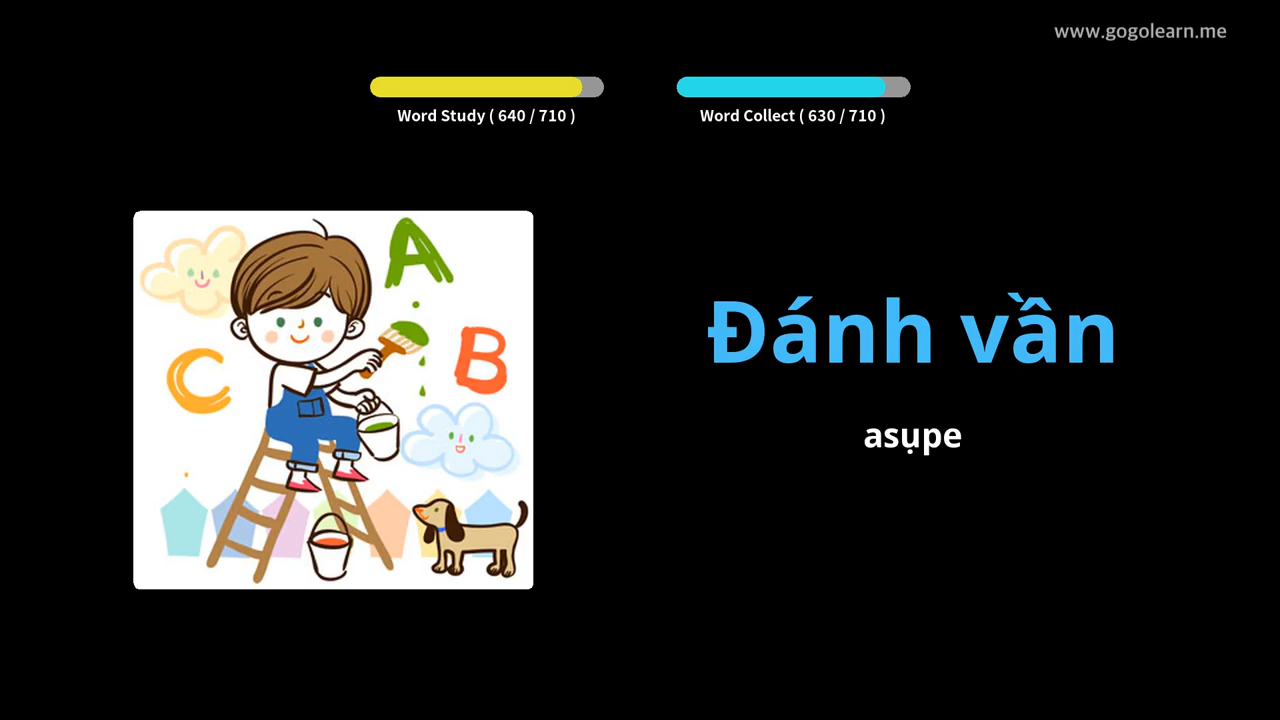 www.gogolearn.me
Word Study ( 640 / 710 )
Word Collect ( 630 / 710 )
A
B
C
Đánh vần
asụpe